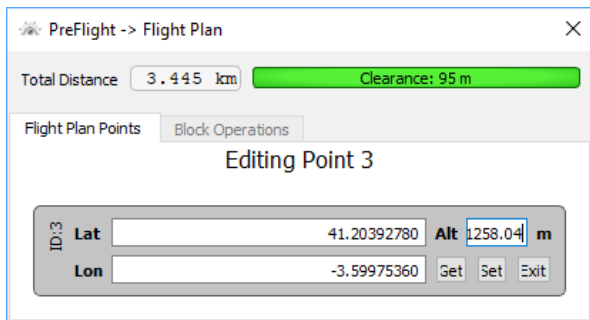 PreFlight -> Flight Plan
Total Distance 3.445 km Clearance: 95 m
Flight Plan Points Block Operations
Editing Point 3
ID:3
Lat 41.20392780 Alt 1258.04 m
Lon -3.59975360 Get Set Exit